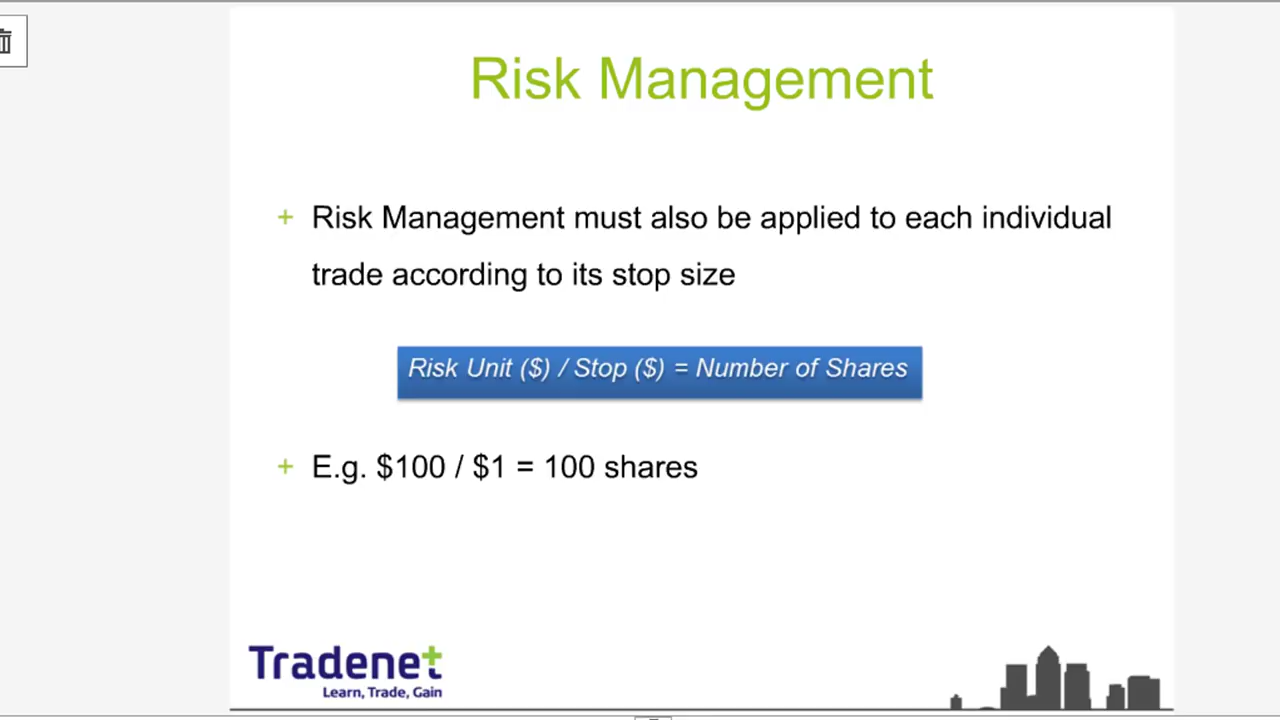 Risk Management
+ Risk Management must also be applied to each individual
trade according to its stop size
Risk Unit ($) / Stop ($) = Number of Shares
+ E.g. $100 / $1 = 100 shares
Tradenet
Learn, Trade, Gain